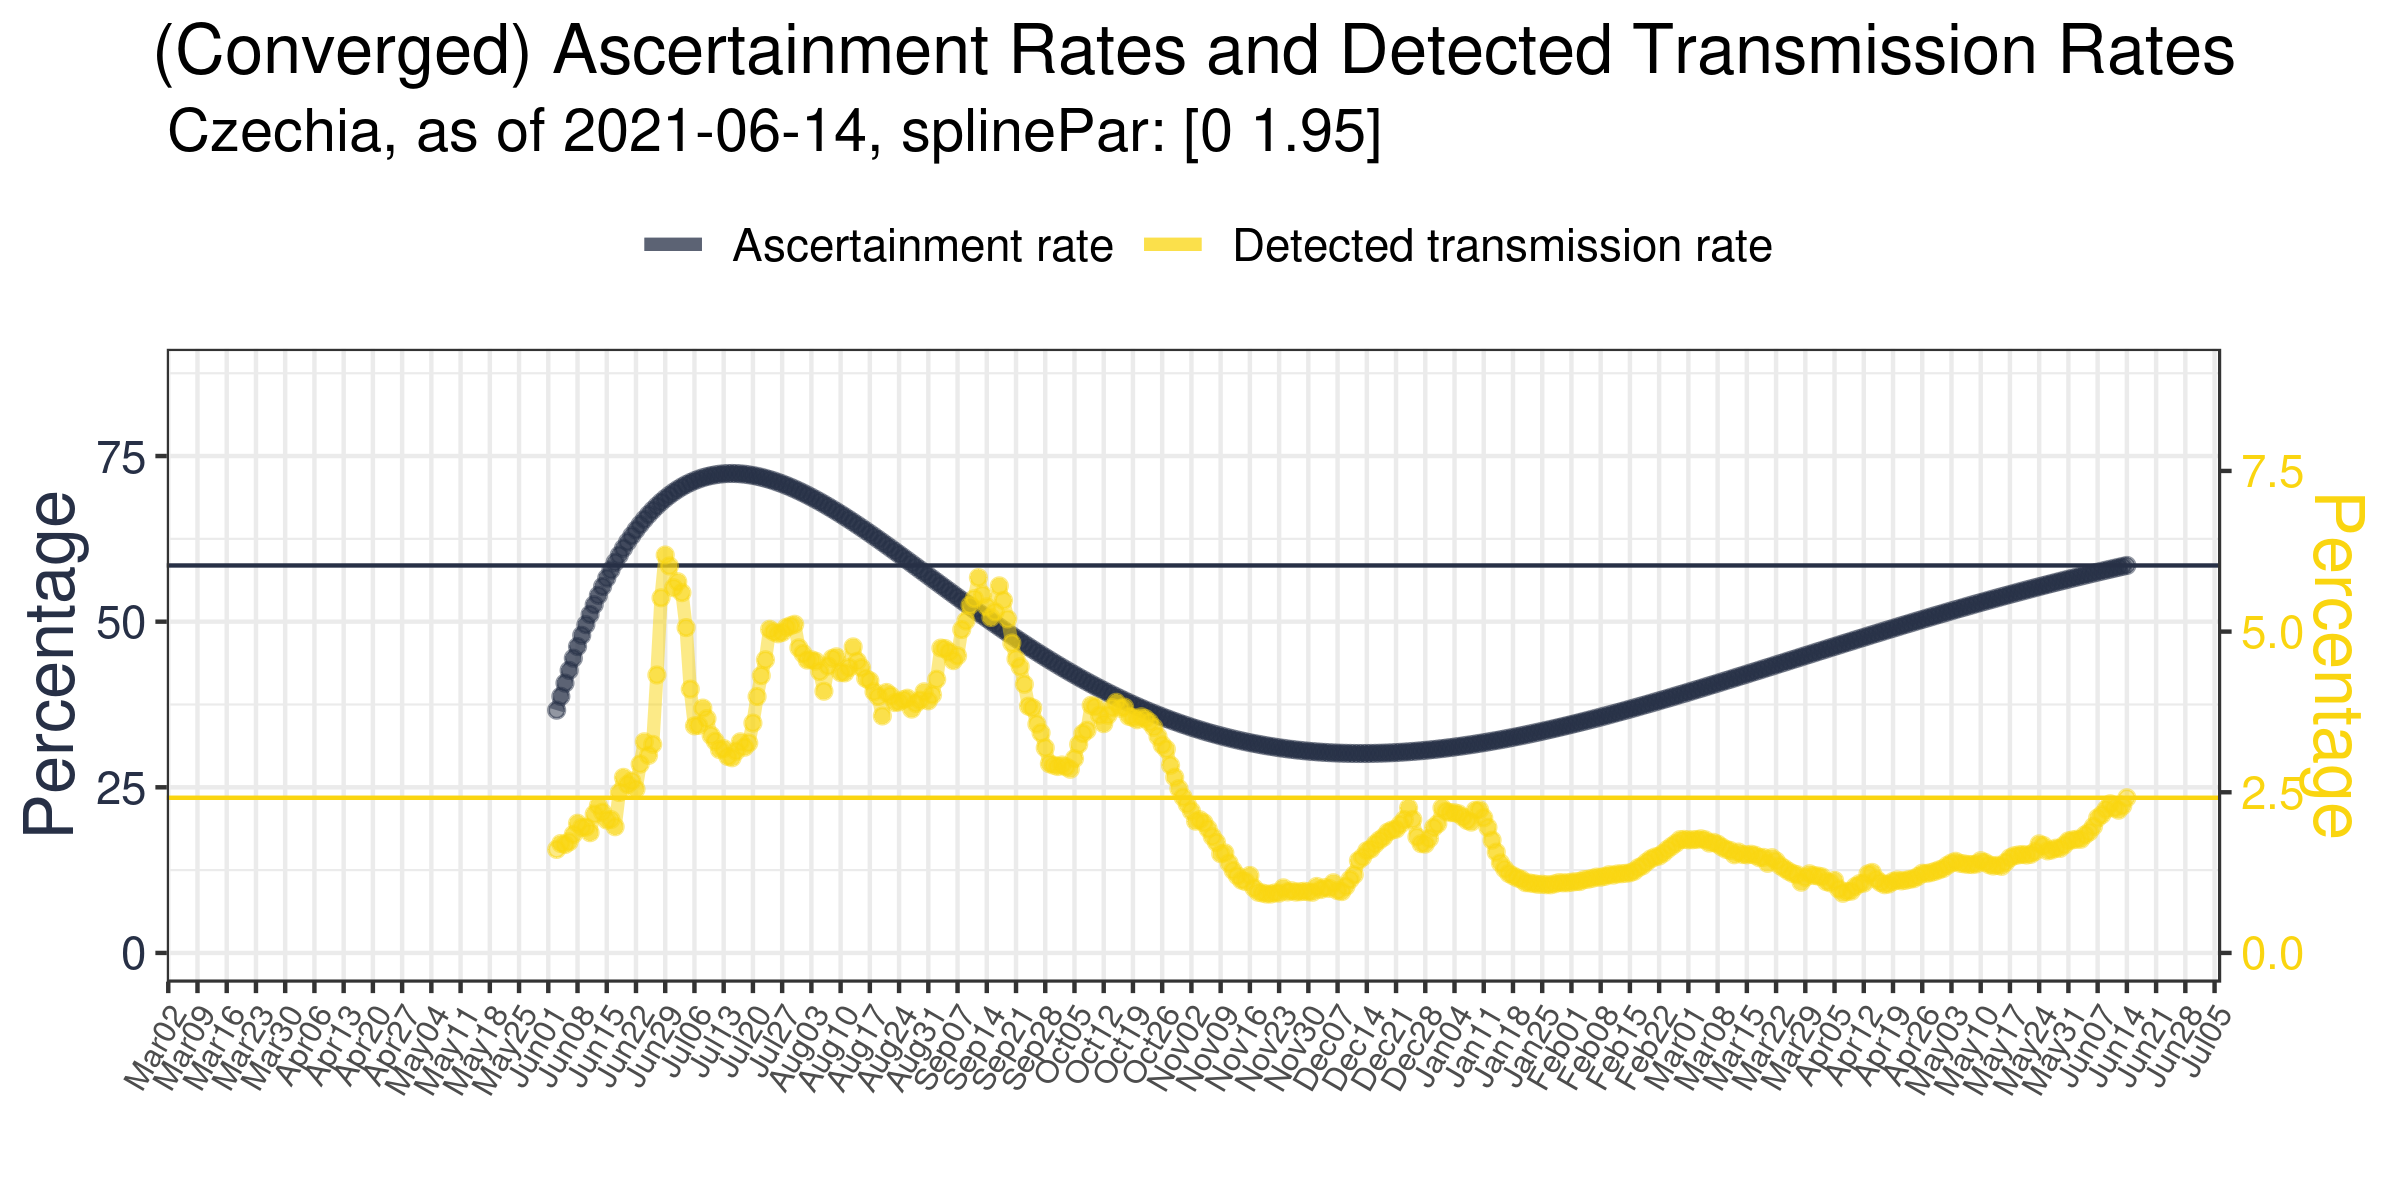 (Converged) Ascertainment Rates and Detected Transmission Rates
Czechia, as of 2021-06-14, splinePar: [0 1.95]
Ascertainment rate
Detected transmission rate
Percentage
75
50
25
0
7.5
5.0
2.5
0.0
Percentage
Mar02
Mar09
Mar16
Mar23
Mar30
Apr06
Apr13
Apr20
Apr27
May04
May11
May18
May25
Jun01
Jun08
Jun15
Jun22
Jun29
Jul06
Jul13
Jul20
Jul27
Aug03
Aug10
Aug17
Aug24
Aug31
Sep07
Sep14
Sep21
Sep28
Oct05
Oct12
Oct19
Oct26
Nov02
Nov09
Nov16
Nov23
Nov30
Dec07
Dec14
Dec21
Dec28
Jan04
Jan11
Jan18
Jan25
Feb01
Feb08
Feb15
Feb22
Mar01
Mar08
Mar15
Mar22
Mar29
Apr05
Apr12
Apr19
Apr26
May03
May10
May17
May24
May31
Jun07
Jun14
Jun21
Jun28
Jul05